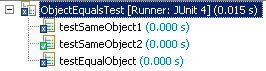 ObjectEqualsTest [Runner: JUnit 4] (0.015 s)
testSameObject1 (0.000 s)
testSameObject2 (0.000 s)
testEqualObject (0.000 s)